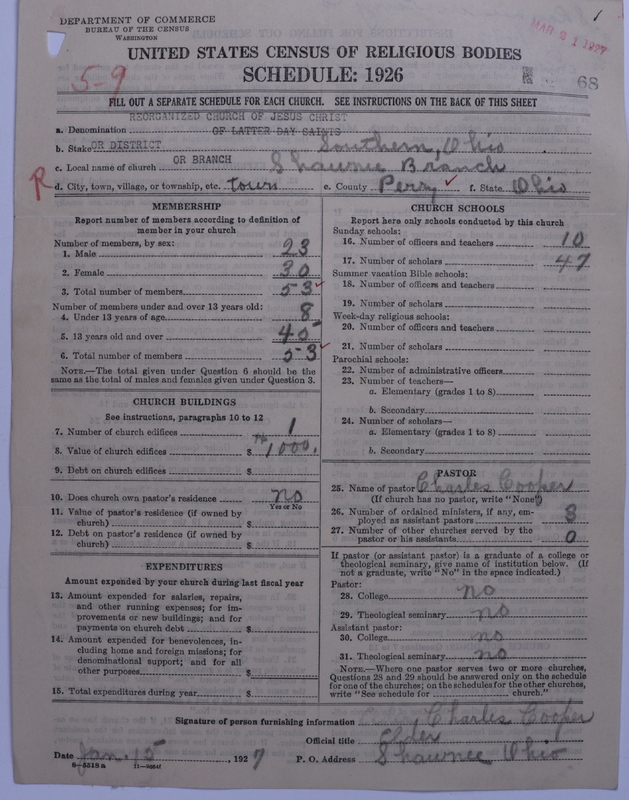 DEPARTMENT OF COMMERCE
BUREAU OF THE CENSUS
WASHINGTON
1
MAR 21 1927
UNITED STATES CENSUS OF RELIGIOUS BODIES
5-9
SCHEDULE: 1926
68
FILL OUT A SEPARATE SCHEDULE FOR EACH CHURCH. SEE INSTRUCTIONS ON THE BACK OF THIS SHEET
REORGANIZED CHURCH OF JESUS CHRIST
a. Denomination OF LATTER DAY SAINTS
b. Stake OR DISTRICT Southern, Ohio
c. Local name of church OR BRANCH Shawnee Branch
R d. City, town, village, or township, etc. town e. County Perry f. State Ohio
MEMBERSHIP
Report number of members according to definition of member in your church
Number of members, by sex:
1. Male 23
2. Female 30
3. Total number of members 53
Number of members under and over 13 years old:
4. Under 13 years of age 8
5. 13 years old and over 45
6. Total number of members 53
NOTE.—The total given under Question 6 should be the
same as the total of males and females given under Question 3.
CHURCH BUILDINGS
See instructions, paragraphs 10 to 12
7. Number of church edifices 1
8. Value of church edifices $ 1000.
9. Debt on church edifices $
10. Does church own pastor's residence no
Yes or No
11. Value of pastor's residence (if owned by
church) $
12. Debt on pastor's residence (if owned by
church) $
EXPENDITURES
Amount expended by your church during last fiscal year
13. Amount expended for salaries, repairs,
and other running expenses; for im-
provements or new buildings; and for
payments on church debt $
14. Amount expended for benevolences, in-
cluding home and foreign missions; for
denominational support; and for all
other purposes $
15. Total expenditures during year $
CHURCH SCHOOLS
Report here only schools conducted by this church
Sunday schools:
16. Number of officers and teachers 10
17. Number of scholars 47
Summer vacation Bible schools:
18. Number of officers and teachers
19. Number of scholars
Week-day religious schools:
20. Number of officers and teachers
21. Number of scholars
Parochial schools:
22. Number of administrative officers
23. Number of teachers—
a. Elementary (grades 1 to 8)
b. Secondary
24. Number of scholars—
a. Elementary (grades 1 to 8)
b. Secondary
PASTOR
25. Name of pastor Charles Cooper
(If church has no pastor, write "None")
26. Number of ordained ministers, if any, em-
ployed as assistant pastors 3
27. Number of other churches served by the
pastor or his assistants 0
If pastor (or assistant pastor) is a graduate of a college or
theological seminary, give name of institution below. (If
not a graduate, write "No" in the space indicated.)
Pastor:
28. College no
29. Theological seminary no
Assistant pastor:
30. College no
31. Theological seminary no
NOTE.—Where one pastor serves two or more churches,
Questions 28 and 29 should be answered only on the schedule
for one of the churches; on the schedules for the other churches,
write "See schedule for church."
Signature of person furnishing information Charles Cooper
Official title Elder
Date Jan. 15, 1927 P. O. Address Shawnee Ohio
8-5518a